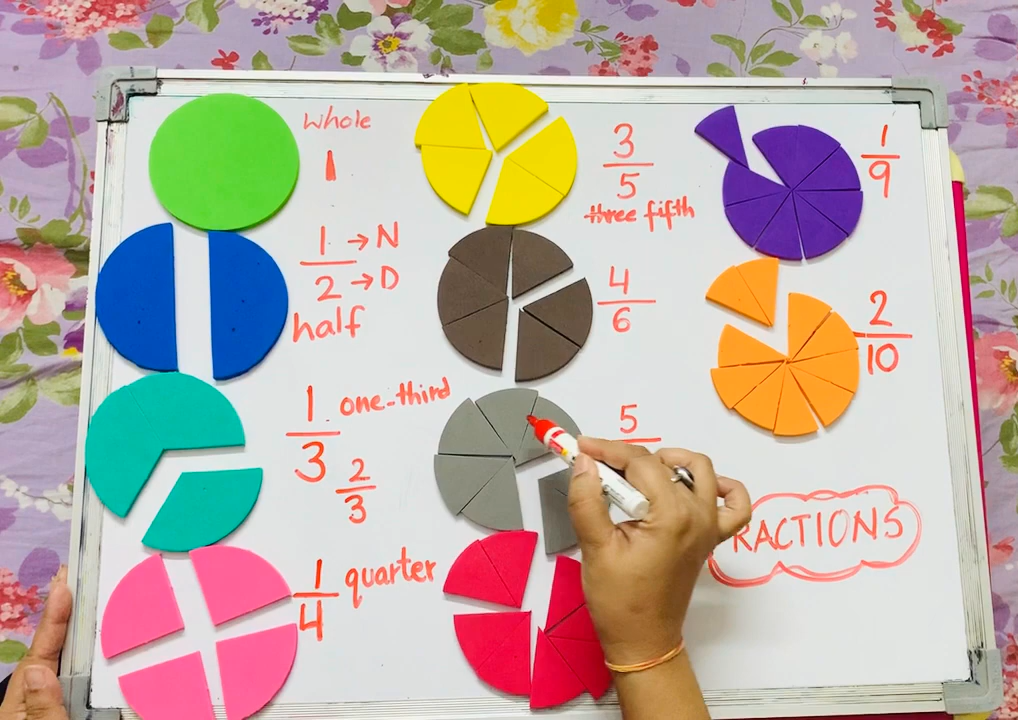 whole
1
1 → N
2 → D
half
1
3
one-third
2
3
1
4
quarter
3
5
three fifth
4
6
5
1
9
2
10
RACTIONS